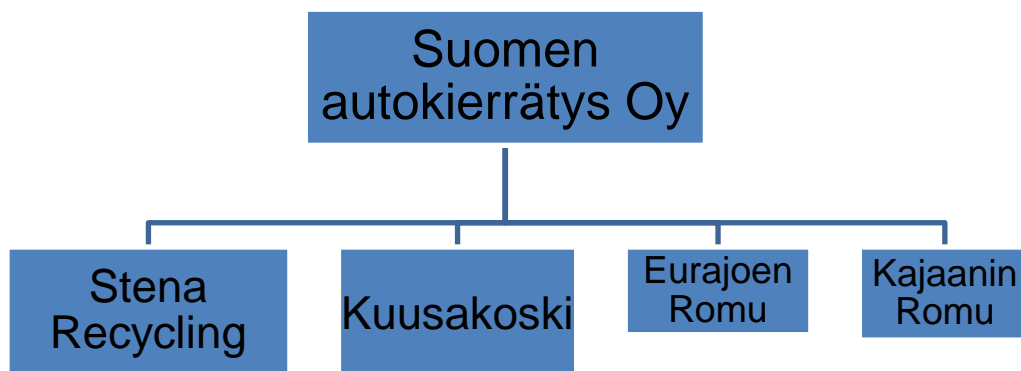 Suomen
autokierrätys Oy
Stena
Recycling
Kuusakoski
Eurajoen
Romu
Kajaanin
Romu